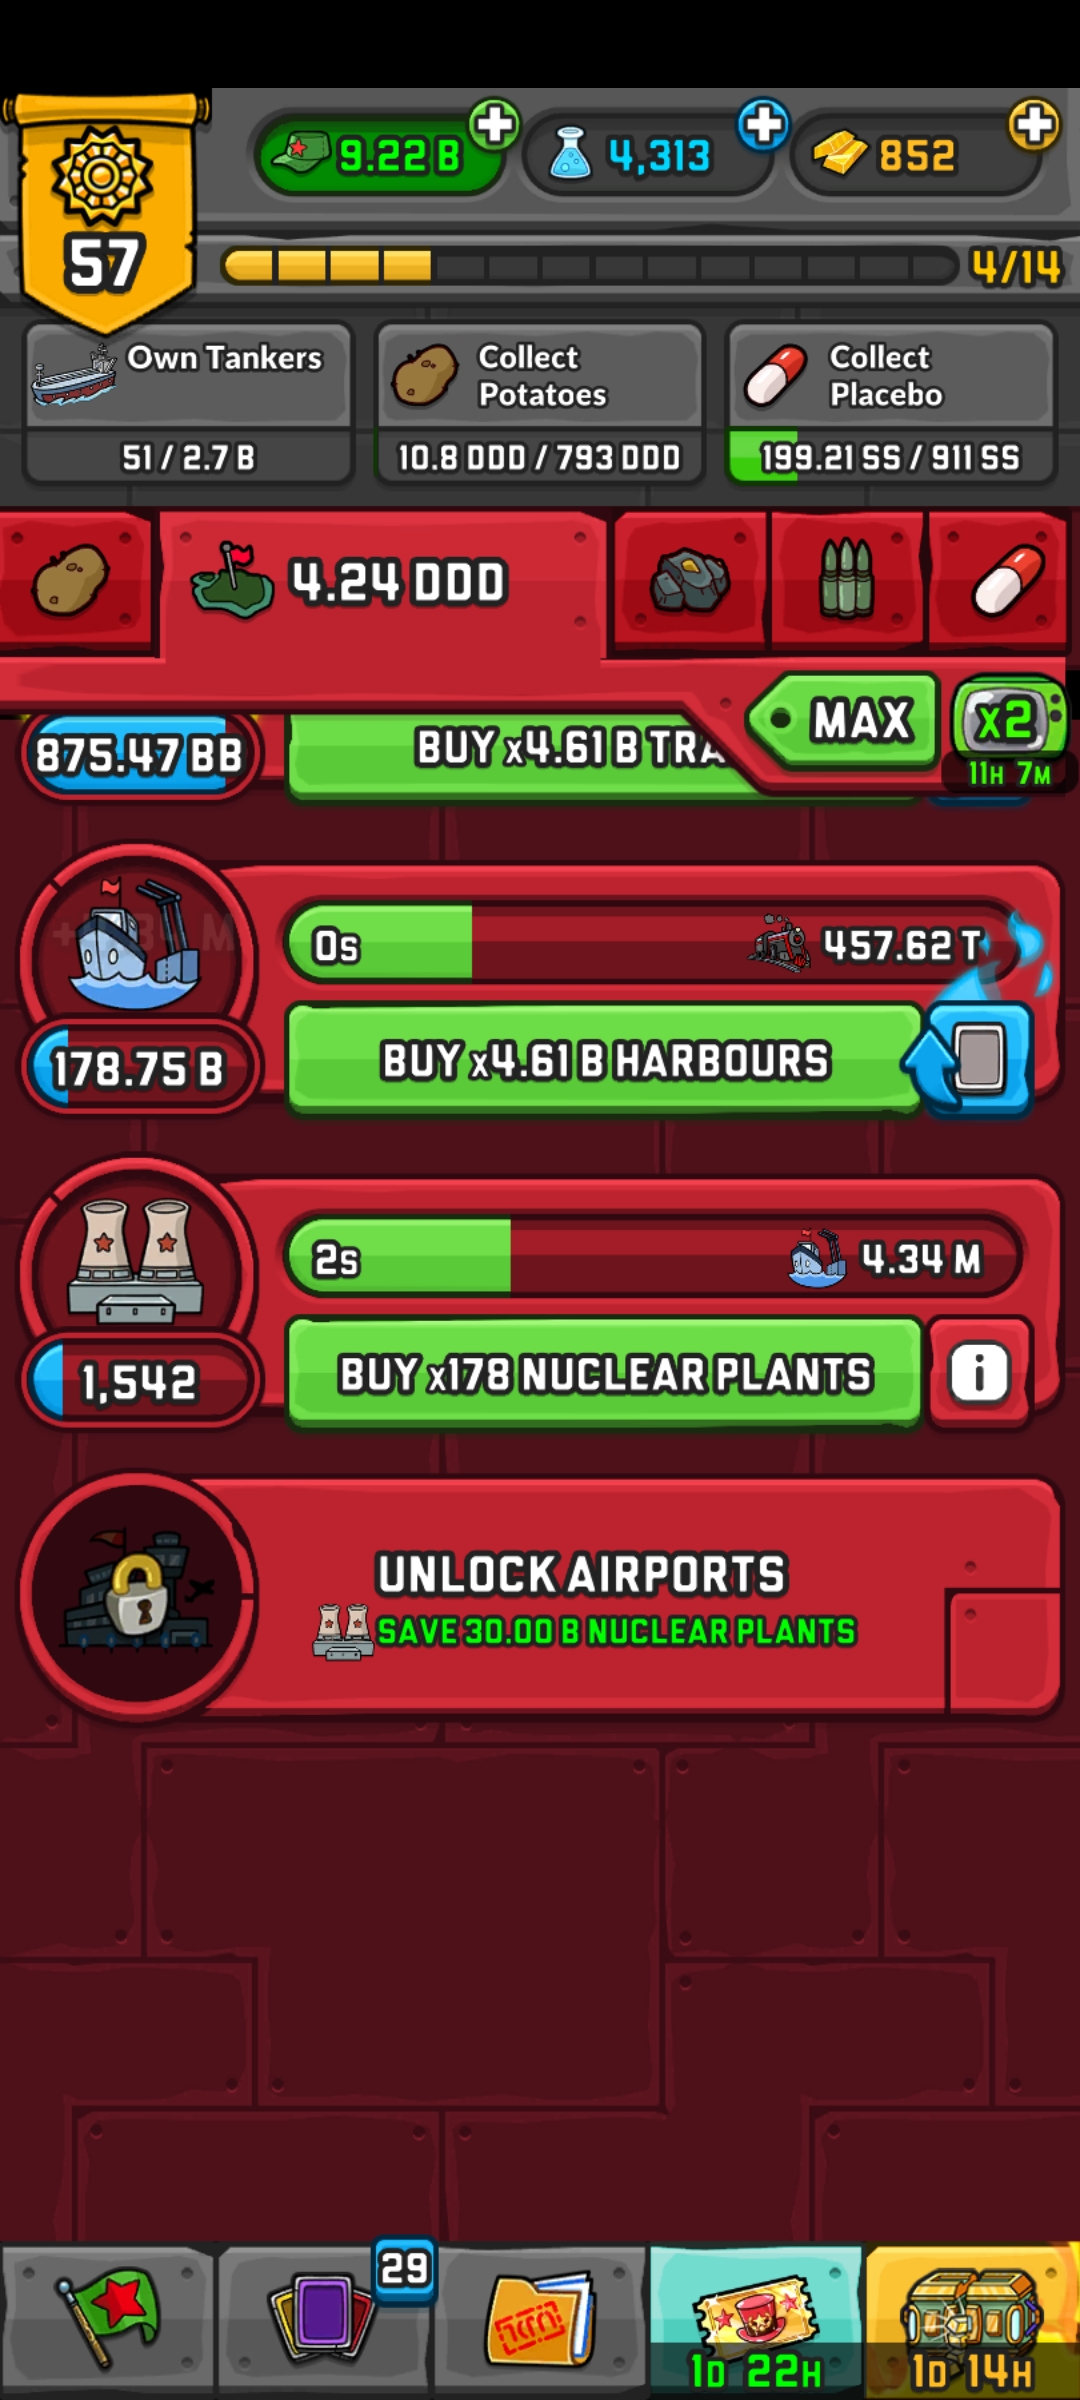 9.22 B
4,313
852
57
4/14
Own Tankers
51 / 2.7 B
Collect
Potatoes
10.8 DDD / 793 DDD
Collect
Placebo
199.21 SS / 911 SS
4.24 DDD
MAX
x2
11H 7M
875.47 BB
BUY x4.61 B TRA
0s
457.62 T
178.75 B
BUY x4.61 B HARBOURS
2s
4.34 M
1,542
BUY x178 NUCLEAR PLANTS
i
UNLOCK AIRPORTS
SAVE 30.00 B NUCLEAR PLANTS
29
1D 22H
1D 14H